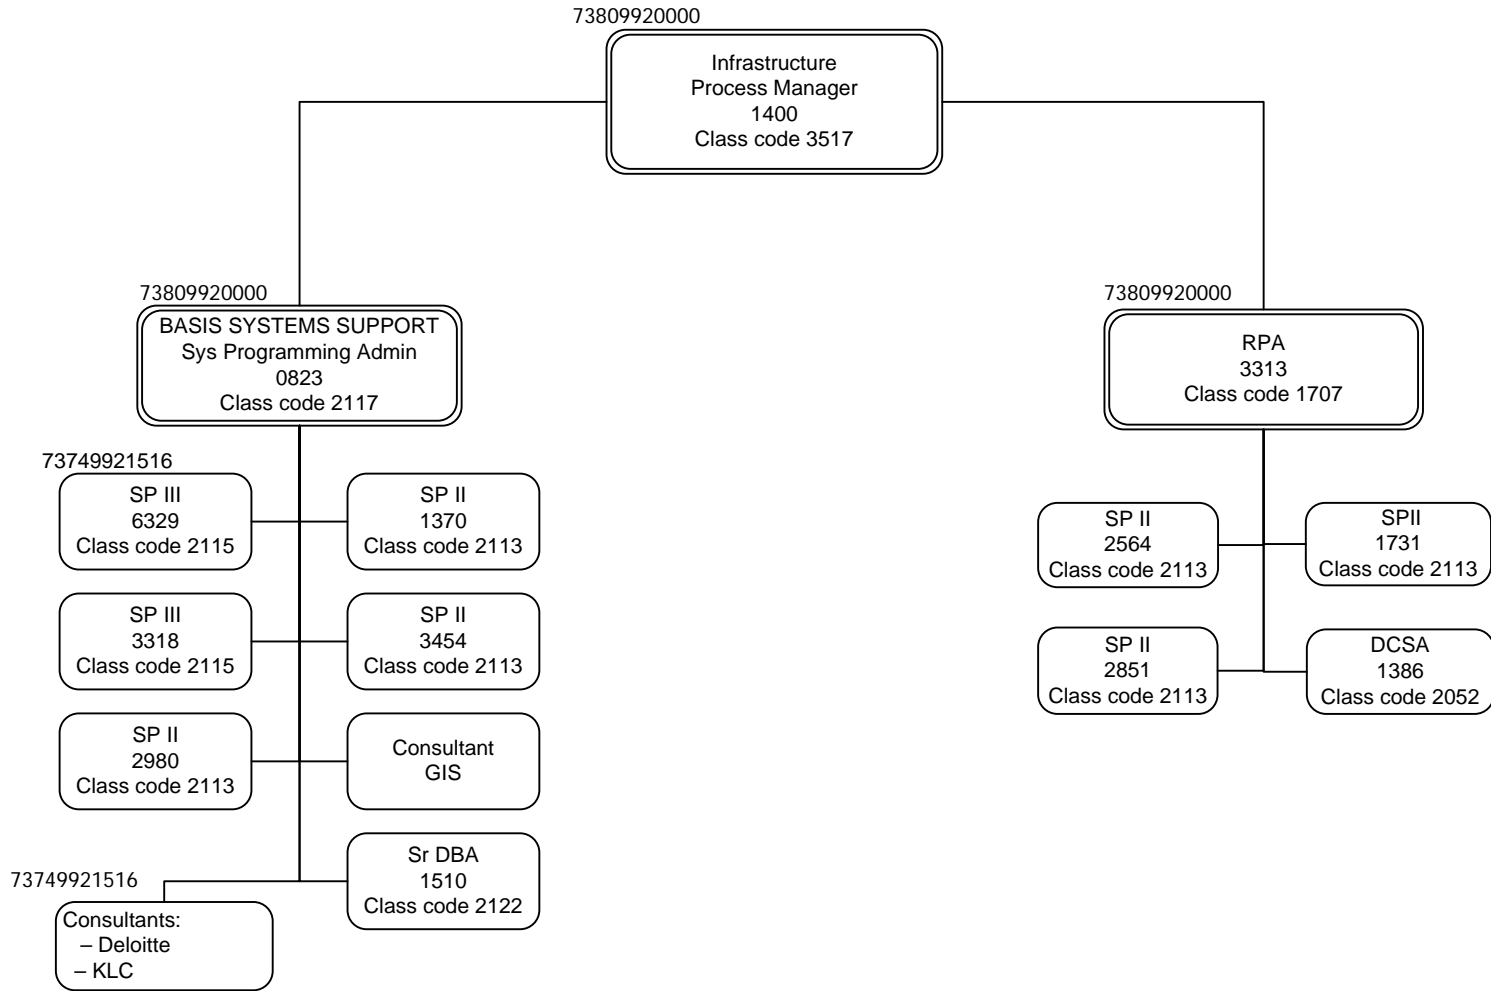 73809920000
Infrastructure
Process Manager
1400
Class code 3517
73809920000
BASIS SYSTEMS SUPPORT
Sys Programming Admin
0823
Class code 2117
73809920000
RPA
3313
Class code 1707
73749921516
SP III
6329
Class code 2115
SP II
1370
Class code 2113
SP III
3318
Class code 2115
SP II
3454
Class code 2113
SP II
2980
Class code 2113
Consultant
GIS
Sr DBA
1510
Class code 2122
73749921516
Consultants:
– Deloitte
– KLC
SP II
2564
Class code 2113
SPII
1731
Class code 2113
SP II
2851
Class code 2113
DCSA
1386
Class code 2052